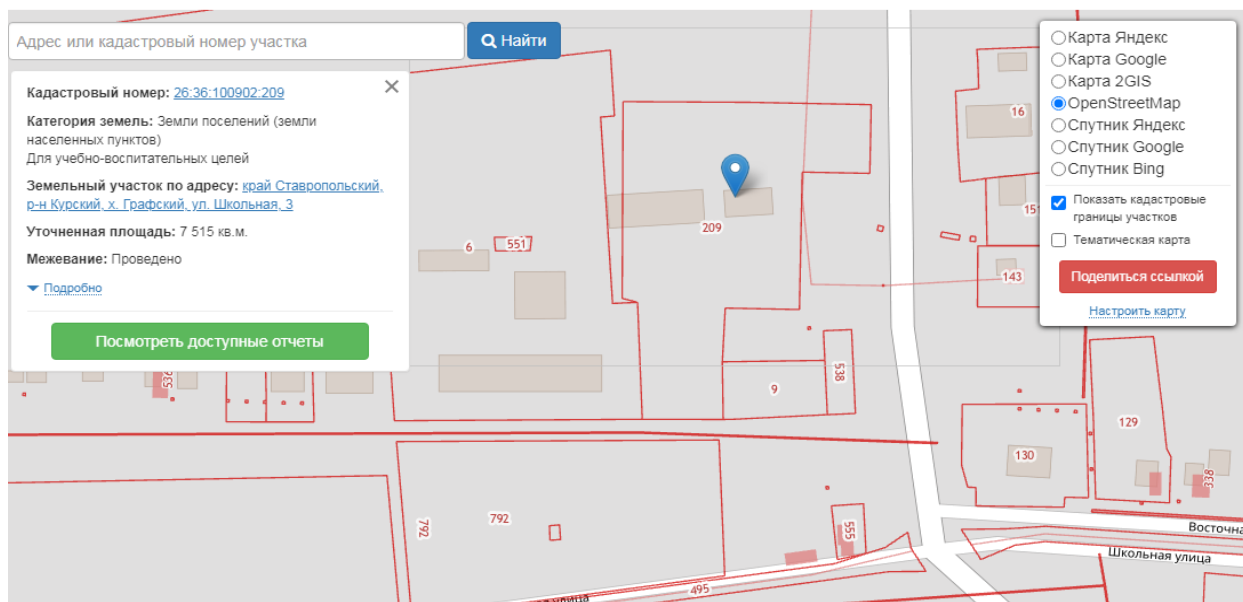 Адрес или кадастровый номер участка
Найти
Кадастровый номер: 26:36:100902:209
Категория земель: Земли поселений (земли
населенных пунктов)
Для учебно-воспитательных целей
Земельный участок по адресу: край Ставропольский,
р-н Курский, х. Графский, ул. Школьная, 3
Уточненная площадь: 7 515 кв.м.
Межевание: Проведено
Подробно
Посмотреть доступные отчеты
Карта Яндекс
Карта Google
Карта 2GIS
OpenStreetMap
Спутник Яндекс
Спутник Google
Спутник Bing
Показать кадастровые
границы участков
Тематическая карта
Поделиться ссылкой
Настроить карту
16
151
209
6
551
143
536
9
538
129
130
338
792
792
555
Восточна
Школьная улица
495
улица